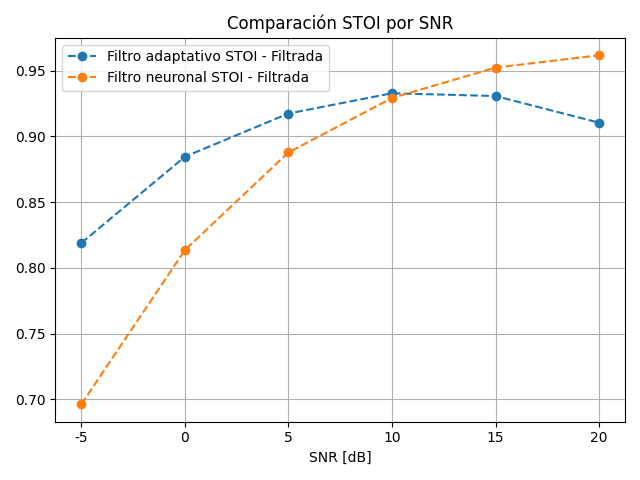 Comparación STOI por SNR
Filtro adaptativo STOI - Filtrada
Filtro neuronal STOI - Filtrada
0.95
0.90
0.85
0.80
0.75
0.70
-5 0 5 10 15 20
SNR [dB]